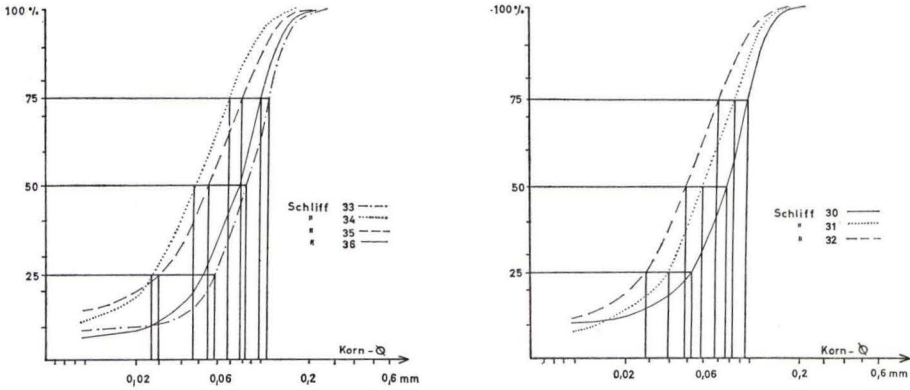 100 %
75
50
25
Schliff 33
" 34
" 35
" 36
Korn-Ø
0,02 0,06 0,2 0,6 mm
100 %
75
50
25
Schliff 30
" 31
" 32
Korn-Ø
0,02 0,06 0,2 0,6 mm